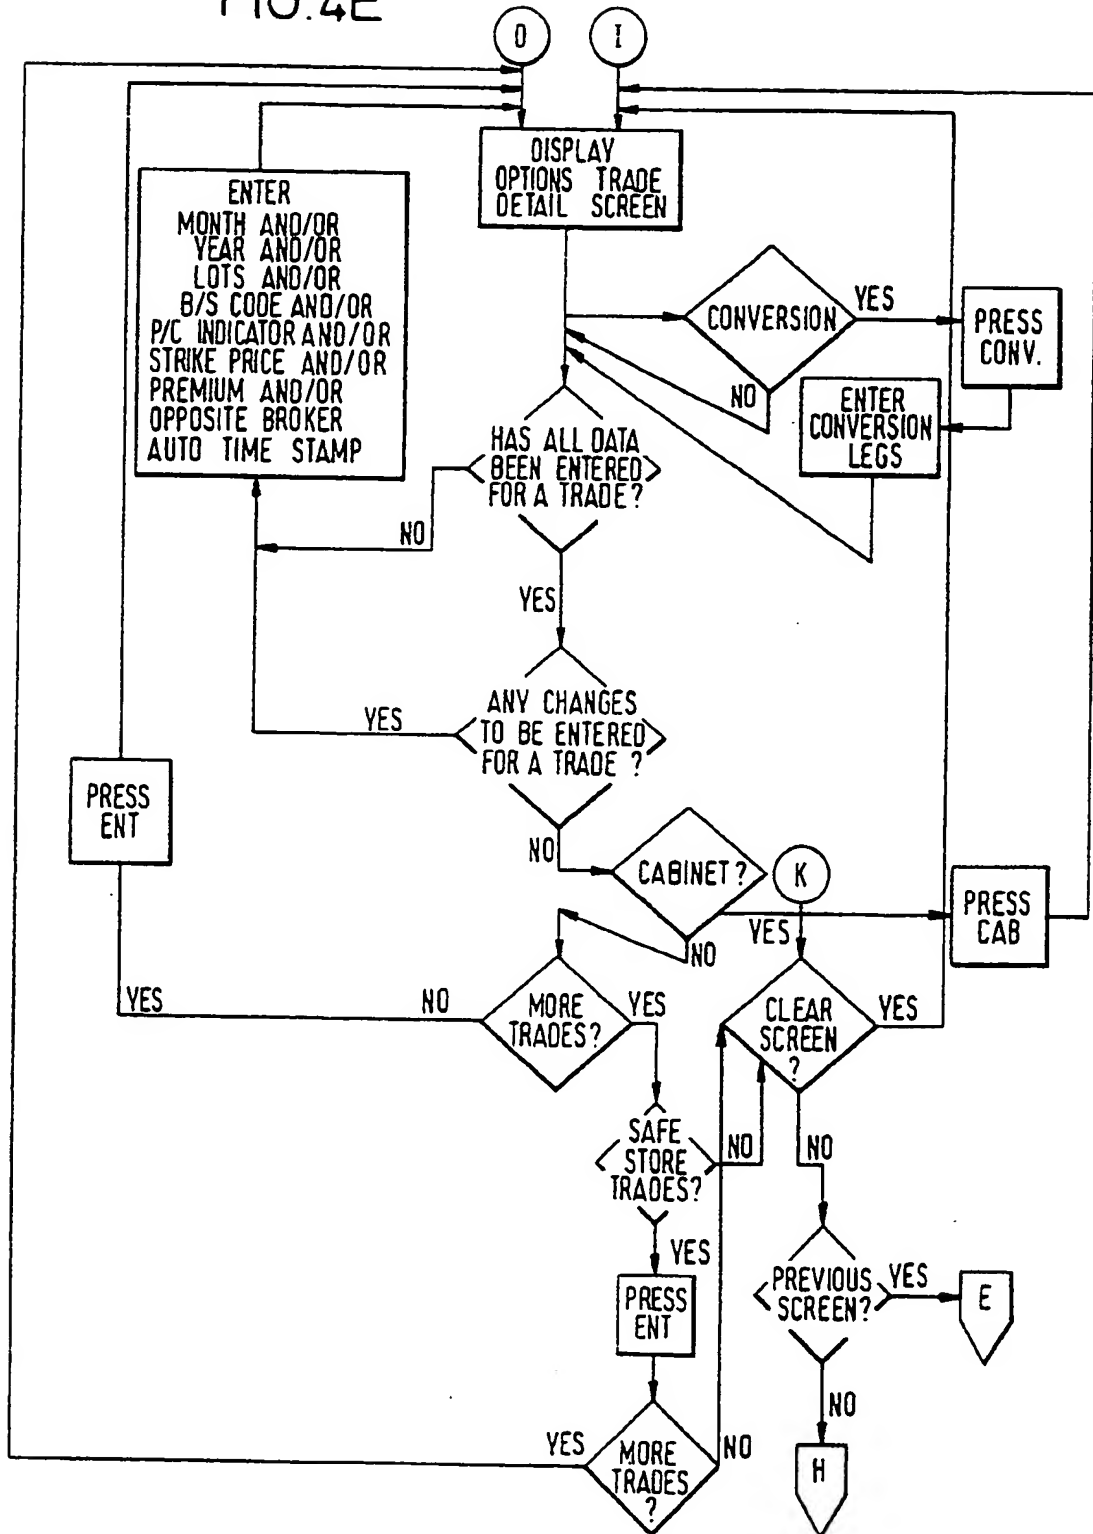 FIG.4E
O
I
DISPLAY
OPTIONS TRADE
DETAIL SCREEN
ENTER
MONTH AND/OR
YEAR AND/OR
LOTS AND/OR
B/S CODE AND/OR
P/C INDICATOR AND/OR
STRIKE PRICE AND/OR
PREMIUM AND/OR
OPPOSITE BROKER
AUTO TIME STAMP
CONVERSION
YES
PRESS
CONV.
NO
ENTER
CONVERSION
LEGS
HAS ALL DATA
BEEN ENTERED
FOR A TRADE?
NO
YES
ANY CHANGES
TO BE ENTERED
FOR A TRADE ?
YES
PRESS
ENT
NO
CABINET?
K
YES
PRESS
CAB
NO
YES
NO
MORE
TRADES?
YES
CLEAR
SCREEN
?
YES
SAFE
STORE
TRADES?
NO
NO
YES
PRESS
ENT
PREVIOUS
SCREEN?
YES
E
NO
YES
MORE
TRADES
?
NO
H